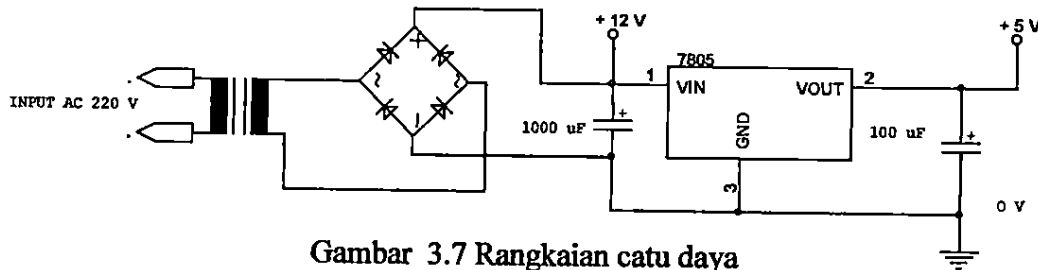 + 12 V
+ 5 V
7805
1
2
VIN
VOUT
INPUT AC 220 V
+
~
~
−
+
1000 uF
GND
+
100 uF
3
0 V
Gambar 3.7 Rangkaian catu daya